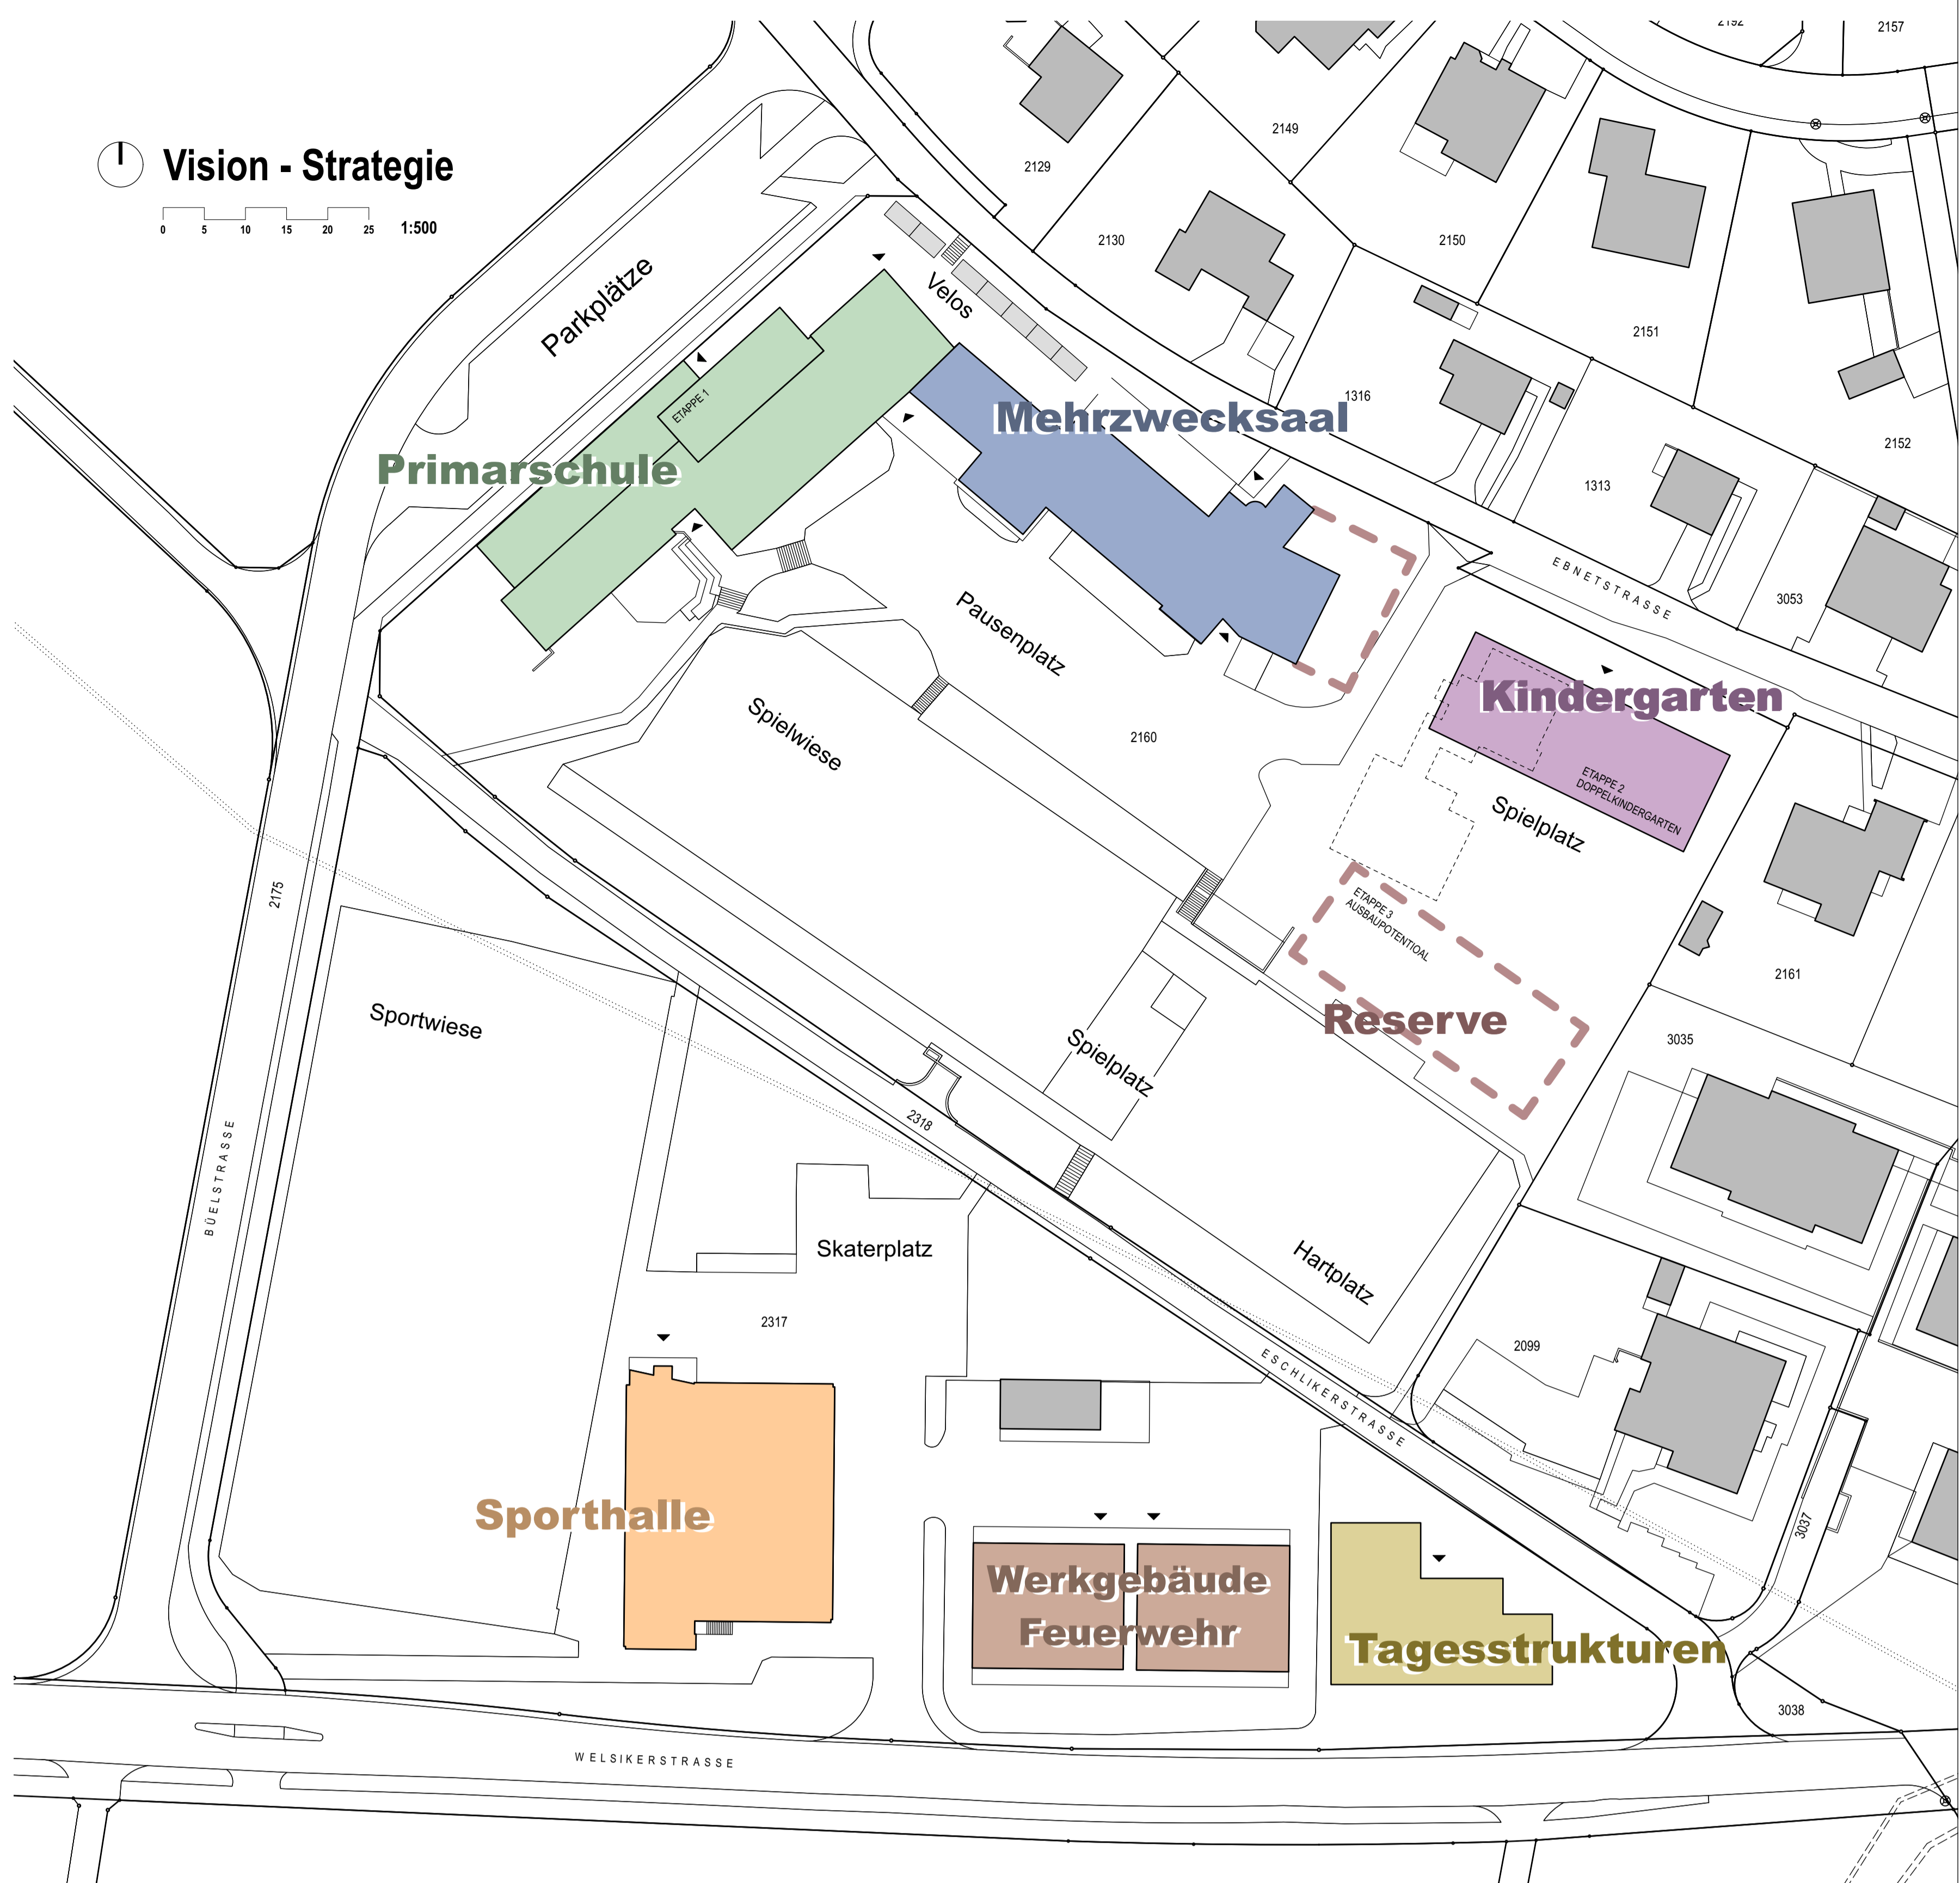 2192
2157
Vision - Strategie
0 5 10 15 20 25 1:500
2149
2129
2130
2150
2151
Parkplätze
Velos
1316
ETAPPE 1
Mehrzwecksaal
2152
Primarschule
1313
EBNETSTRASSE
3053
Pausenplatz
Kindergarten
Spielwiese
2160
ETAPPE 2
DOPPELKINDERGARTEN
Spielplatz
2175
ETAPPE 3
AUSBAUPOTENTIOAL
2161
Sportwiese
Reserve
3035
Spielplatz
2318
BÜELSTRASSE
Skaterplatz
Hartplatz
2317
2099
ESCHLIKERSTRASSE
Sporthalle
3037
Werkgebäude
Feuerwehr
Tagesstrukturen
3038
WELSIKERSTRASSE